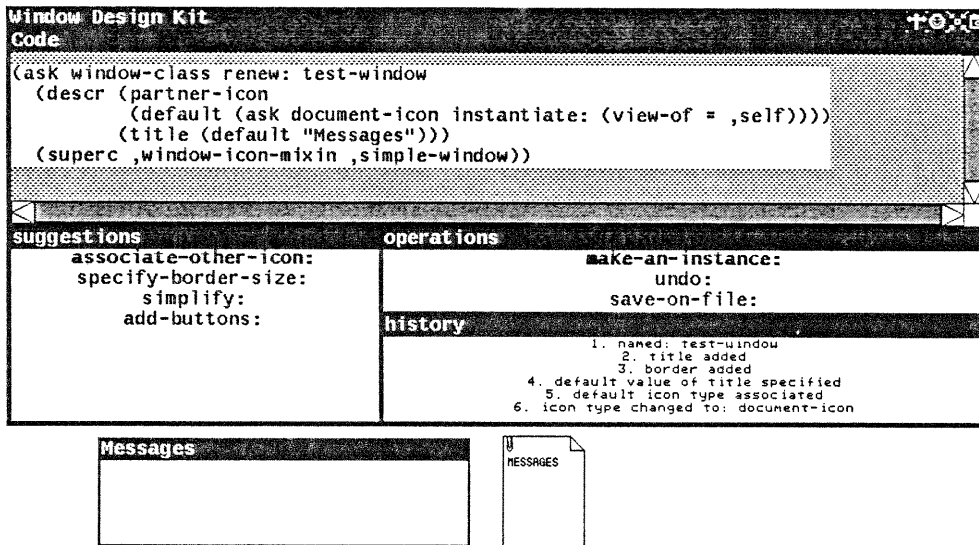 Window Design Kit
Code
(ask window-class renew: test-window
(descr (partner-icon
(default (ask document-icon instantiate: (view-of = ,self))))
(title (default "Messages")))
(superc ,window-icon-mixin ,simple-window))
suggestions
associate-other-icon:
specify-border-size:
simplify:
add-buttons:
operations
make-an-instance:
undo:
save-on-file:
history
1. named: test-window
2. title added
3. border added
4. default value of title specified
5. default icon type associated
6. icon type changed to: document-icon
Messages
MESSAGES